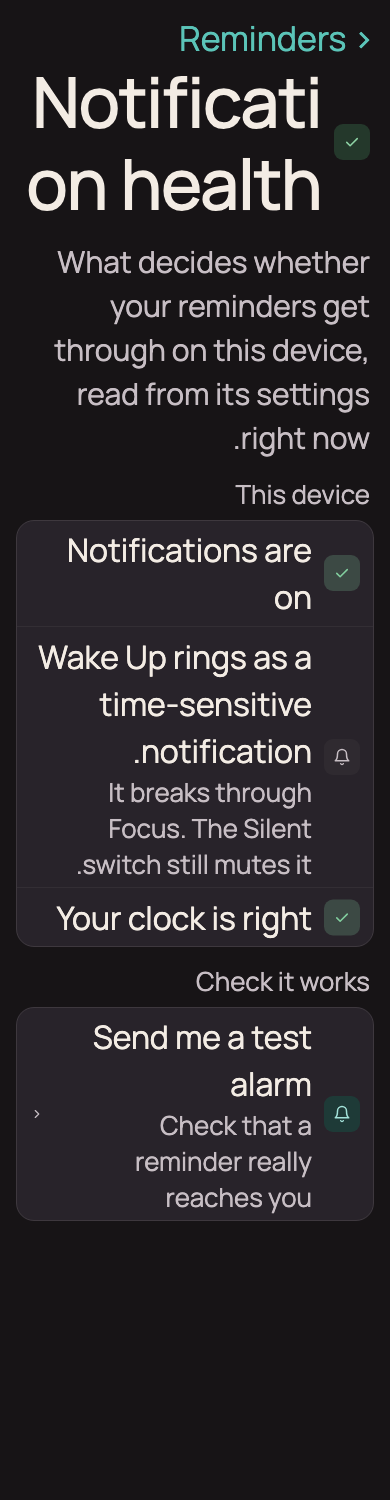 Reminders
Notificati
on health
What decides whether
your reminders get
through on this device,
read from its settings
.right now
This device
Notifications are
on
Wake Up rings as a
time-sensitive
.notification
It breaks through
Focus. The Silent
.switch still mutes it
Your clock is right
Check it works
Send me a test
alarm
Check that a
reminder really
reaches you